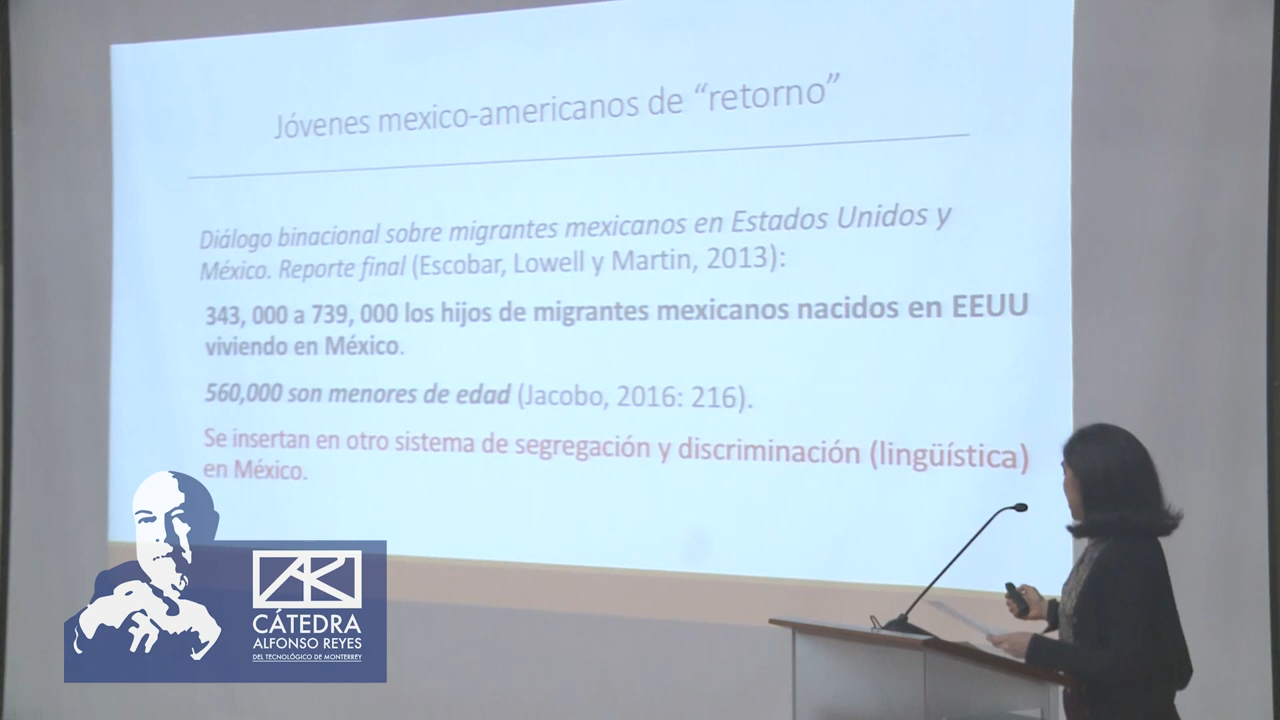 Jóvenes mexico-americanos de “retorno”
Diálogo binacional sobre migrantes mexicanos en Estados Unidos y
México. Reporte final (Escobar, Lowell y Martin, 2013):
343, 000 a 739, 000 los hijos de migrantes mexicanos nacidos en EEUU
viviendo en México.
560,000 son menores de edad (Jacobo, 2016: 216).
Se insertan en otro sistema de segregación y discriminación (lingüística)
en México.
AR
CÁTEDRA
ALFONSO REYES
DEL TECNOLÓGICO DE MONTERREY